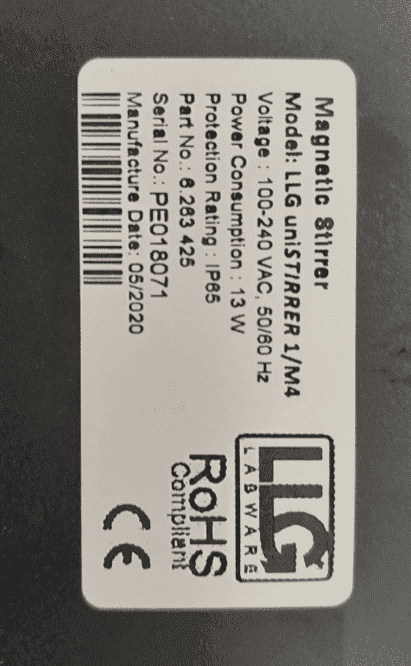 Magnetic Stirrer
Model: LLG uniSTIRRER 1/M4
Voltage : 100-240 VAC, 50/60 Hz
Power Consumption : 13 W
Protection Rating : IP65
Part No.: 6.263 425
Serial No.: PE018071
Manufacture Date: 05/2020
LLG
LABWARE
RoHS
Compliant
CE